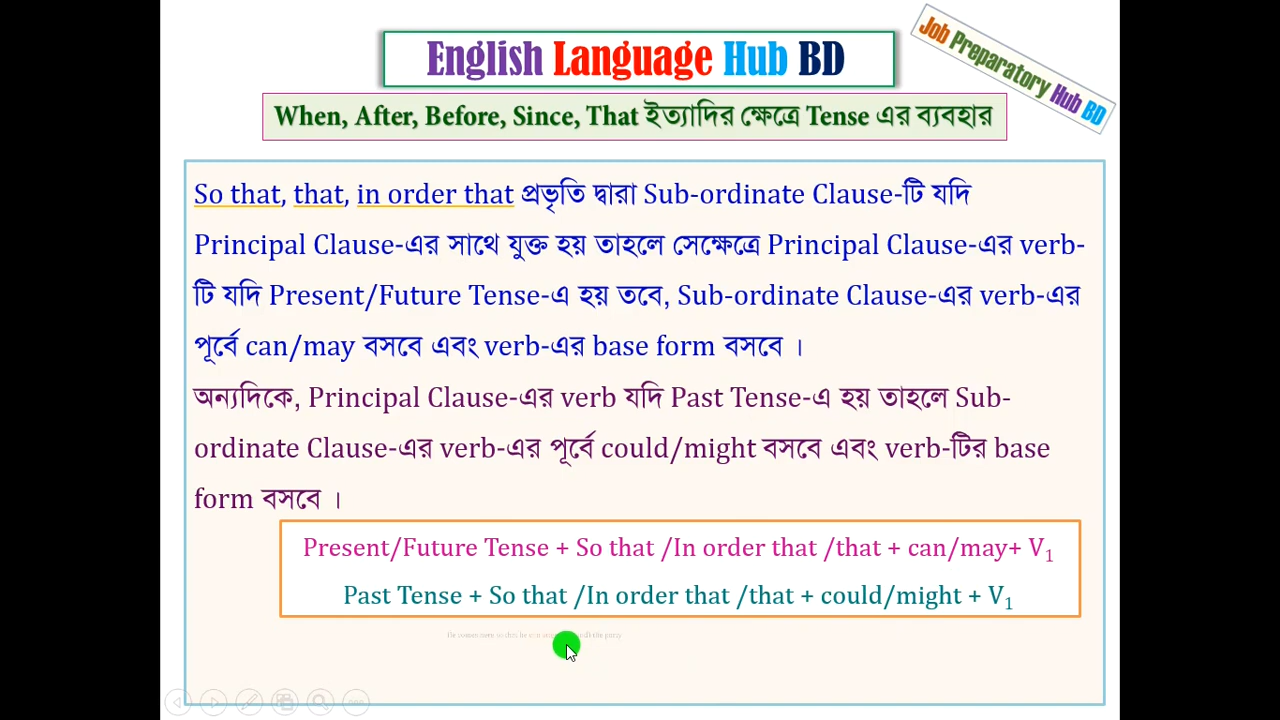 English Language Hub BD
Job Preparatory Hub BD
When, After, Before, Since, That ইত্যাদির ক্ষেত্রে Tense এর ব্যবহার
So that, that, in order that প্রভৃতি দ্বারা Sub-ordinate Clause-টি যদি
Principal Clause-এর সাথে যুক্ত হয় তাহলে সেক্ষেত্রে Principal Clause-এর verb-
টি যদি Present/Future Tense-এ হয় তবে, Sub-ordinate Clause-এর verb-এর
পূর্বে can/may বসবে এবং verb-এর base form বসবে ।
অন্যদিকে, Principal Clause-এর verb যদি Past Tense-এ হয় তাহলে Sub-
ordinate Clause-এর verb-এর পূর্বে could/might বসবে এবং verb-টির base
form বসবে ।
Present/Future Tense + So that /In order that /that + can/may+ V₁
Past Tense + So that /In order that /that + could/might + V₁